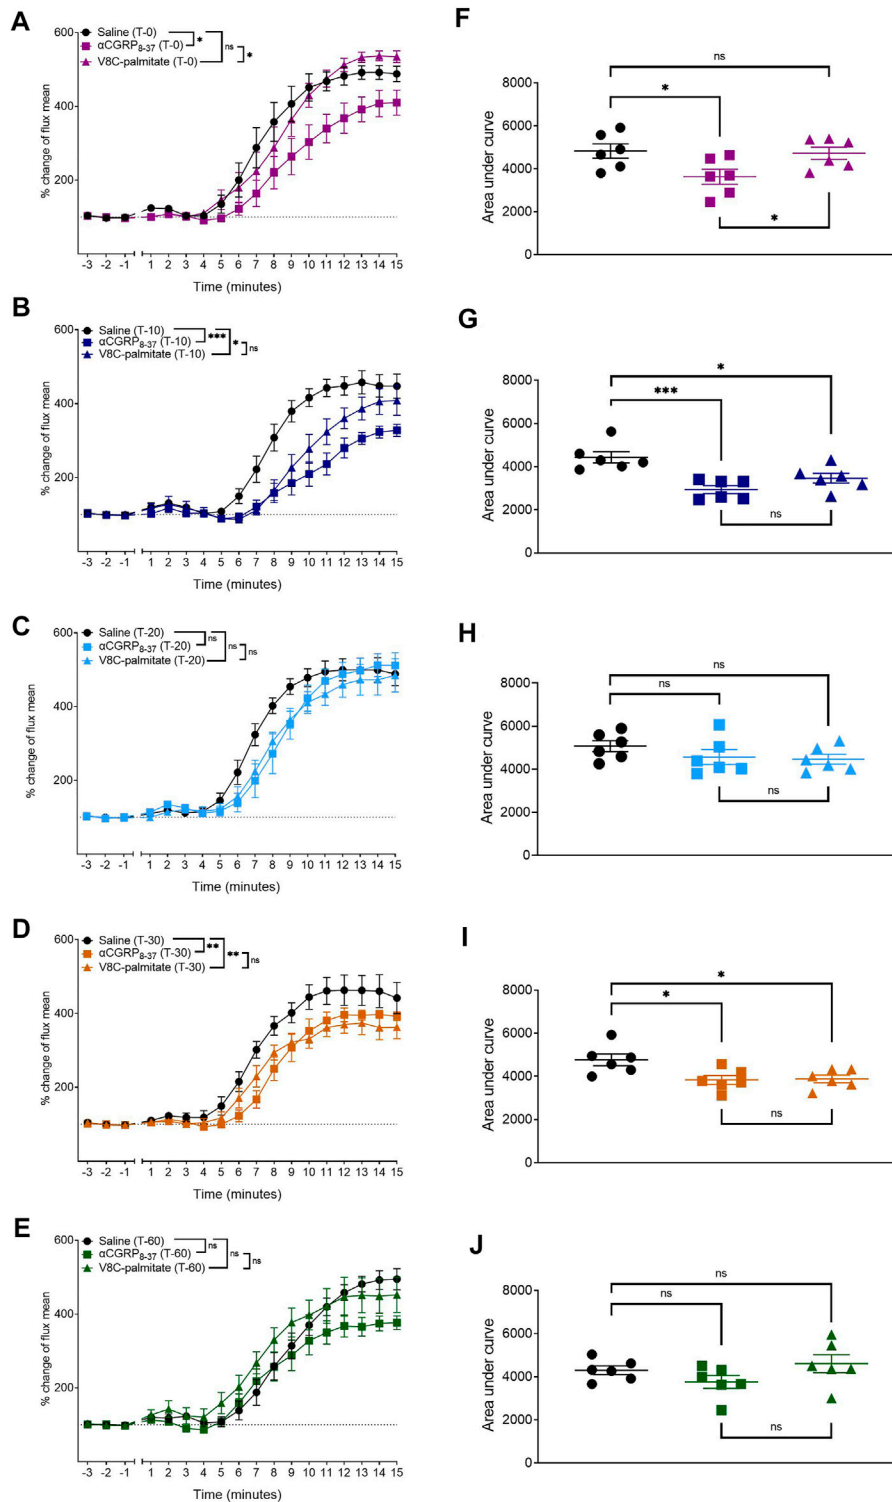 A
600
400
200
% change of flux mean
Saline (T-0)
αCGRP8-37 (T-0)
V8C-palmitate (T-0)
*
ns
*
-3 -2 -1 1 2 3 4 5 6 7 8 9 10 11 12 13 14 15
Time (minutes)
F
8000
6000
4000
2000
0
Area under curve
ns
*
*
B
600
400
200
% change of flux mean
Saline (T-10)
αCGRP8-37 (T-10)
V8C-palmitate (T-10)
***
*
ns
-3 -2 -1 1 2 3 4 5 6 7 8 9 10 11 12 13 14 15
Time (minutes)
G
8000
6000
4000
2000
0
Area under curve
*
***
ns
C
600
400
200
% change of flux mean
Saline (T-20)
αCGRP8-37 (T-20)
V8C-palmitate (T-20)
ns
ns
ns
-3 -2 -1 1 2 3 4 5 6 7 8 9 10 11 12 13 14 15
Time (minutes)
H
8000
6000
4000
2000
0
Area under curve
ns
ns
ns
D
600
400
200
% change of flux mean
Saline (T-30)
αCGRP8-37 (T-30)
V8C-palmitate (T-30)
**
**
ns
-3 -2 -1 1 2 3 4 5 6 7 8 9 10 11 12 13 14 15
Time (minutes)
I
8000
6000
4000
2000
0
Area under curve
*
*
ns
E
600
400
200
% change of flux mean
Saline (T-60)
αCGRP8-37 (T-60)
V8C-palmitate (T-60)
ns
ns
ns
-3 -2 -1 1 2 3 4 5 6 7 8 9 10 11 12 13 14 15
Time (minutes)
J
8000
6000
4000
2000
0
Area under curve
ns
ns
ns